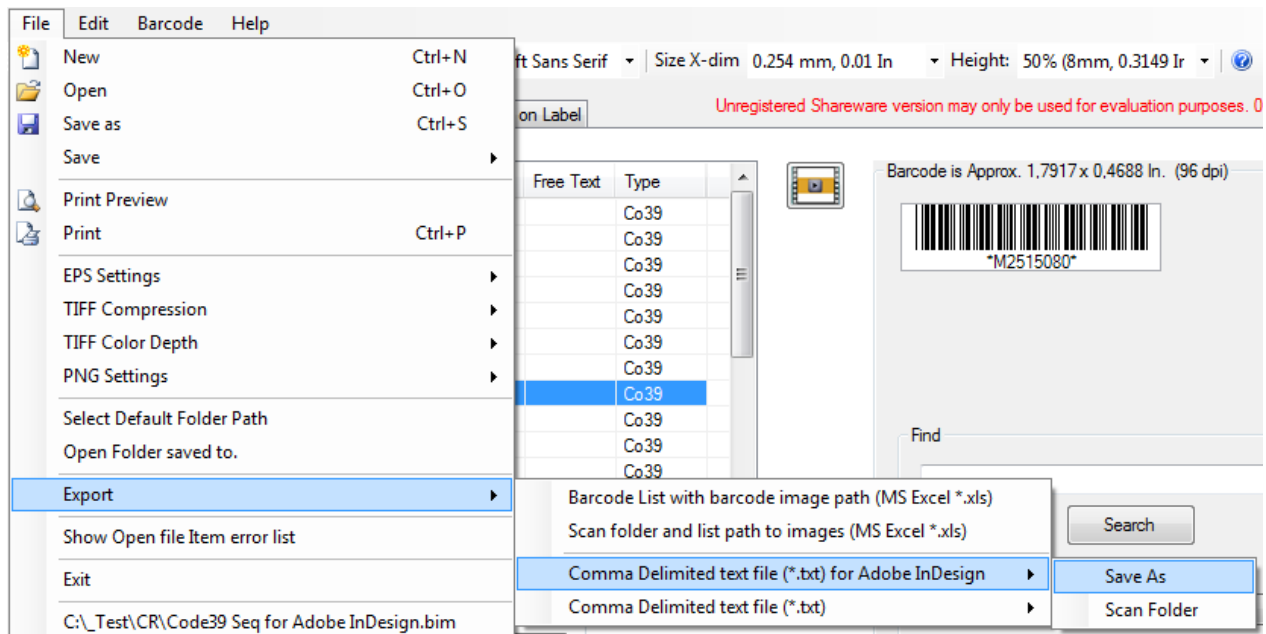 File Edit Barcode Help
New Ctrl+N
Open Ctrl+O
Save as Ctrl+S
Save
Print Preview
Print Ctrl+P
EPS Settings
TIFF Compression
TIFF Color Depth
PNG Settings
Select Default Folder Path
Open Folder saved to.
Export
Show Open file Item error list
Exit
C:\_Test\CR\Code39 Seq for Adobe InDesign.bim
ft Sans Serif Size X-dim 0.254 mm, 0.01 In Height: 50% (8mm, 0.3149 Ir
on Label
Unregistered Shareware version may only be used for evaluation purposes. 0
Free Text Type
Co39
Co39
Co39
Co39
Co39
Co39
Co39
Co39
Co39
Co39
Co39
Barcode is Approx. 1,7917 x 0,4688 In. (96 dpi)
*M2515080*
Find
Search
Barcode List with barcode image path (MS Excel *.xls)
Scan folder and list path to images (MS Excel *.xls)
Comma Delimited text file (*.txt) for Adobe InDesign
Comma Delimited text file (*.txt)
Save As
Scan Folder